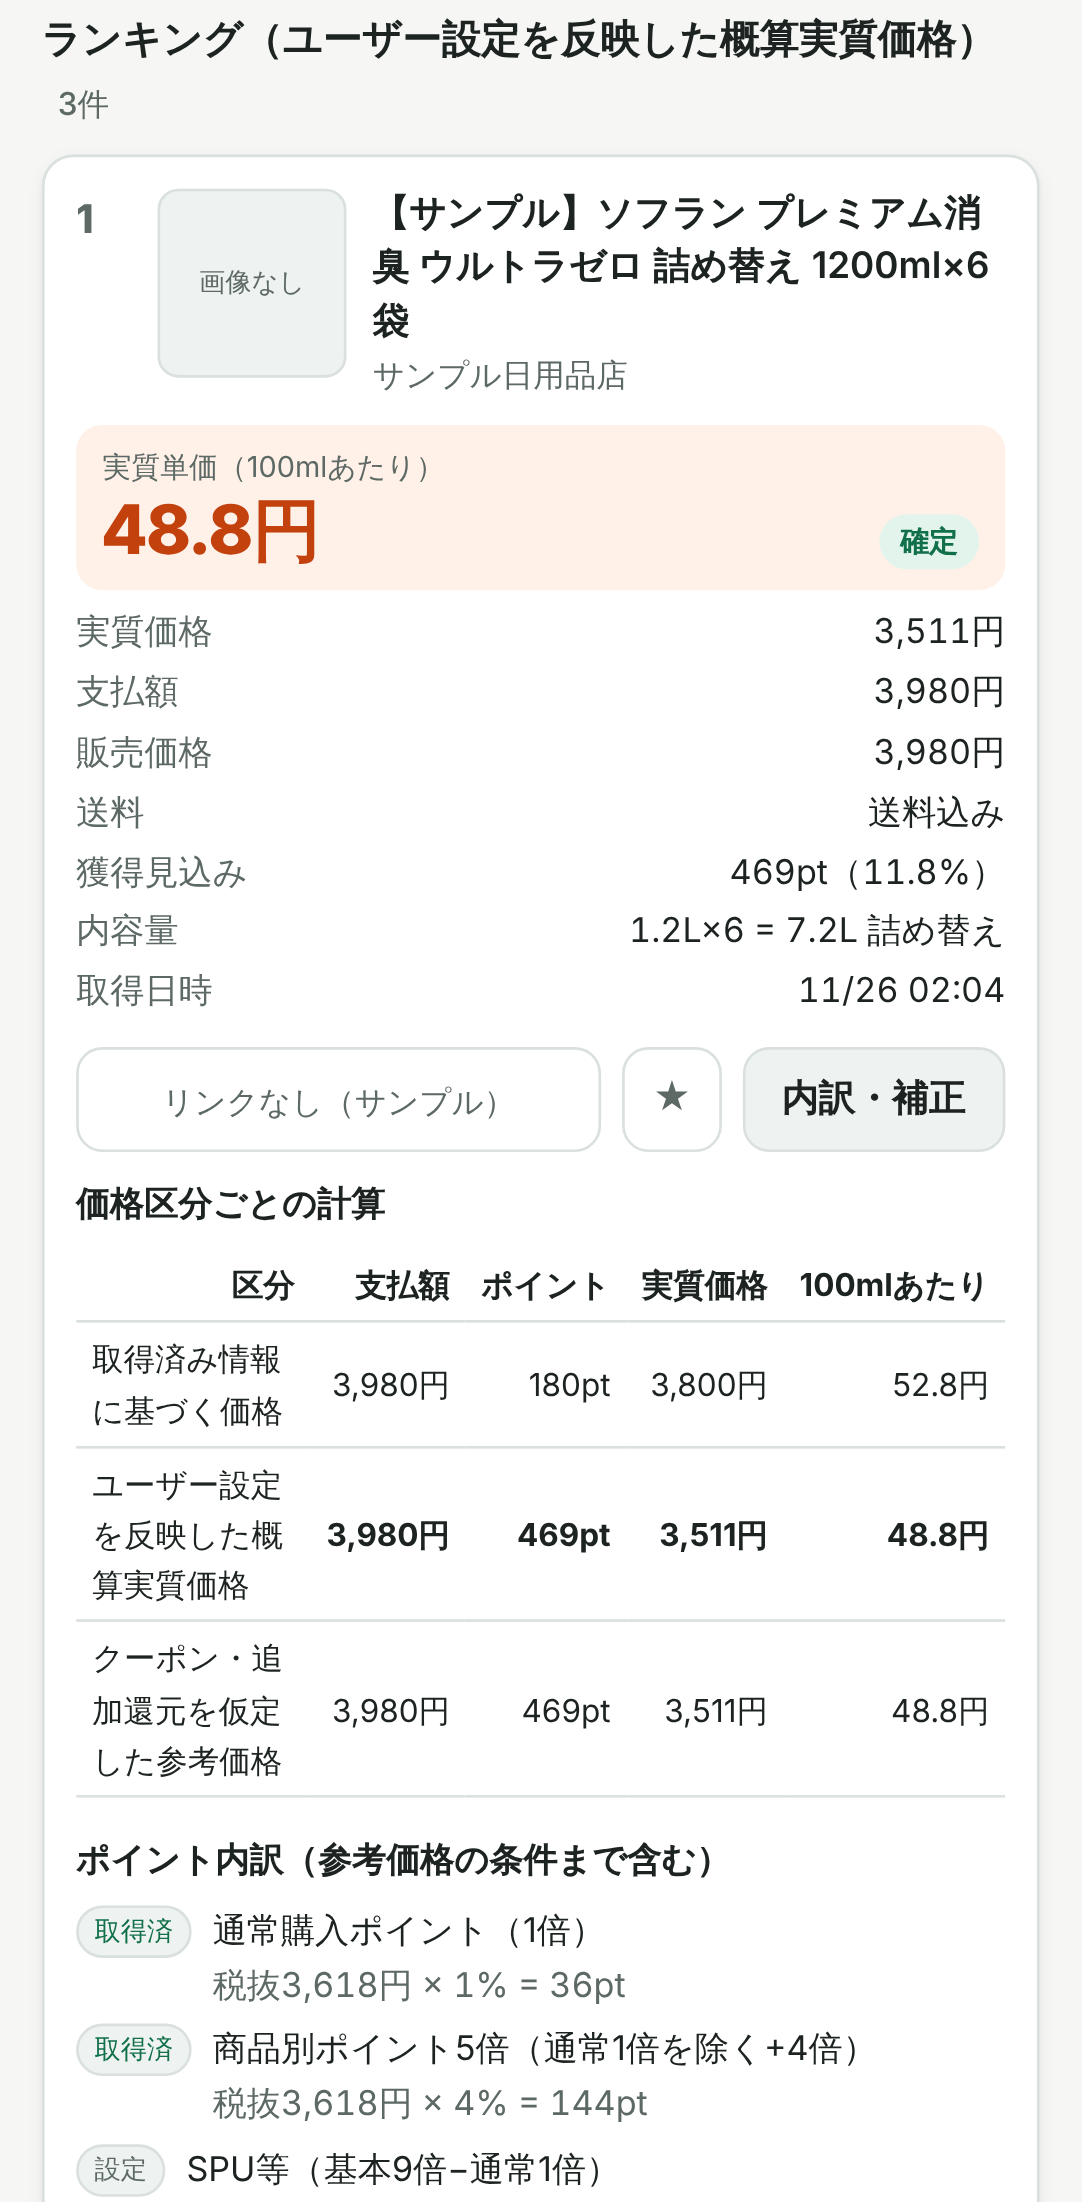 ランキング（ユーザー設定を反映した概算実質価格）
3件
1
画像なし
【サンプル】ソフラン プレミアム消
臭 ウルトラゼロ 詰め替え 1200ml×6
袋
サンプル日用品店
実質単価（100mlあたり）
48.8円
確定
実質価格 3,511円
支払額 3,980円
販売価格 3,980円
送料 送料込み
獲得見込み 469pt（11.8%）
内容量 1.2L×6 = 7.2L 詰め替え
取得日時 11/26 02:04
リンクなし（サンプル） ★ 内訳・補正
価格区分ごとの計算
区分 支払額 ポイント 実質価格 100mlあたり
取得済み情報
に基づく価格 3,980円 180pt 3,800円 52.8円
ユーザー設定
を反映した概
算実質価格 3,980円 469pt 3,511円 48.8円
クーポン・追
加還元を仮定
した参考価格 3,980円 469pt 3,511円 48.8円
ポイント内訳（参考価格の条件まで含む）
取得済 通常購入ポイント（1倍）
税抜3,618円 × 1% = 36pt
取得済 商品別ポイント5倍（通常1倍を除く+4倍）
税抜3,618円 × 4% = 144pt
設定 SPU等（基本9倍−通常1倍）